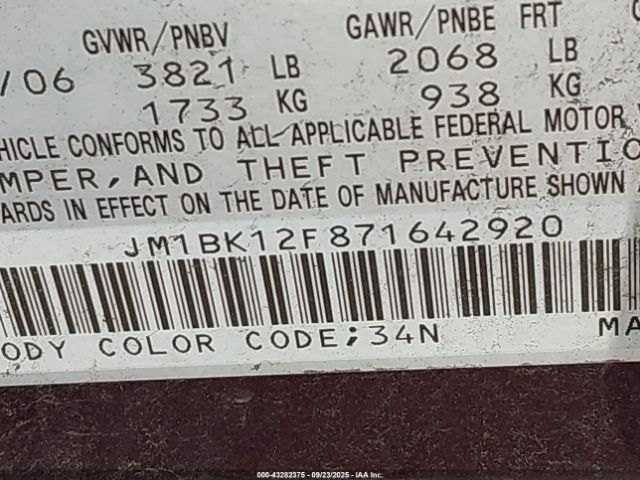 GVWR/PNBV GAWR/PNBE FRT
/06 3821 LB 2068 LB
1733 KG 938 KG
HICLE CONFORMS TO ALL APPLICABLE FEDERAL MOTOR
MPER, AND THEFT PREVENTIO
ARDS IN EFFECT ON THE DATE OF MANUFACTURE SHOWN
JM1BK12F871642920
ODY COLOR CODE;34N MA
000-43282375 - 09/23/2025 - IAA Inc.